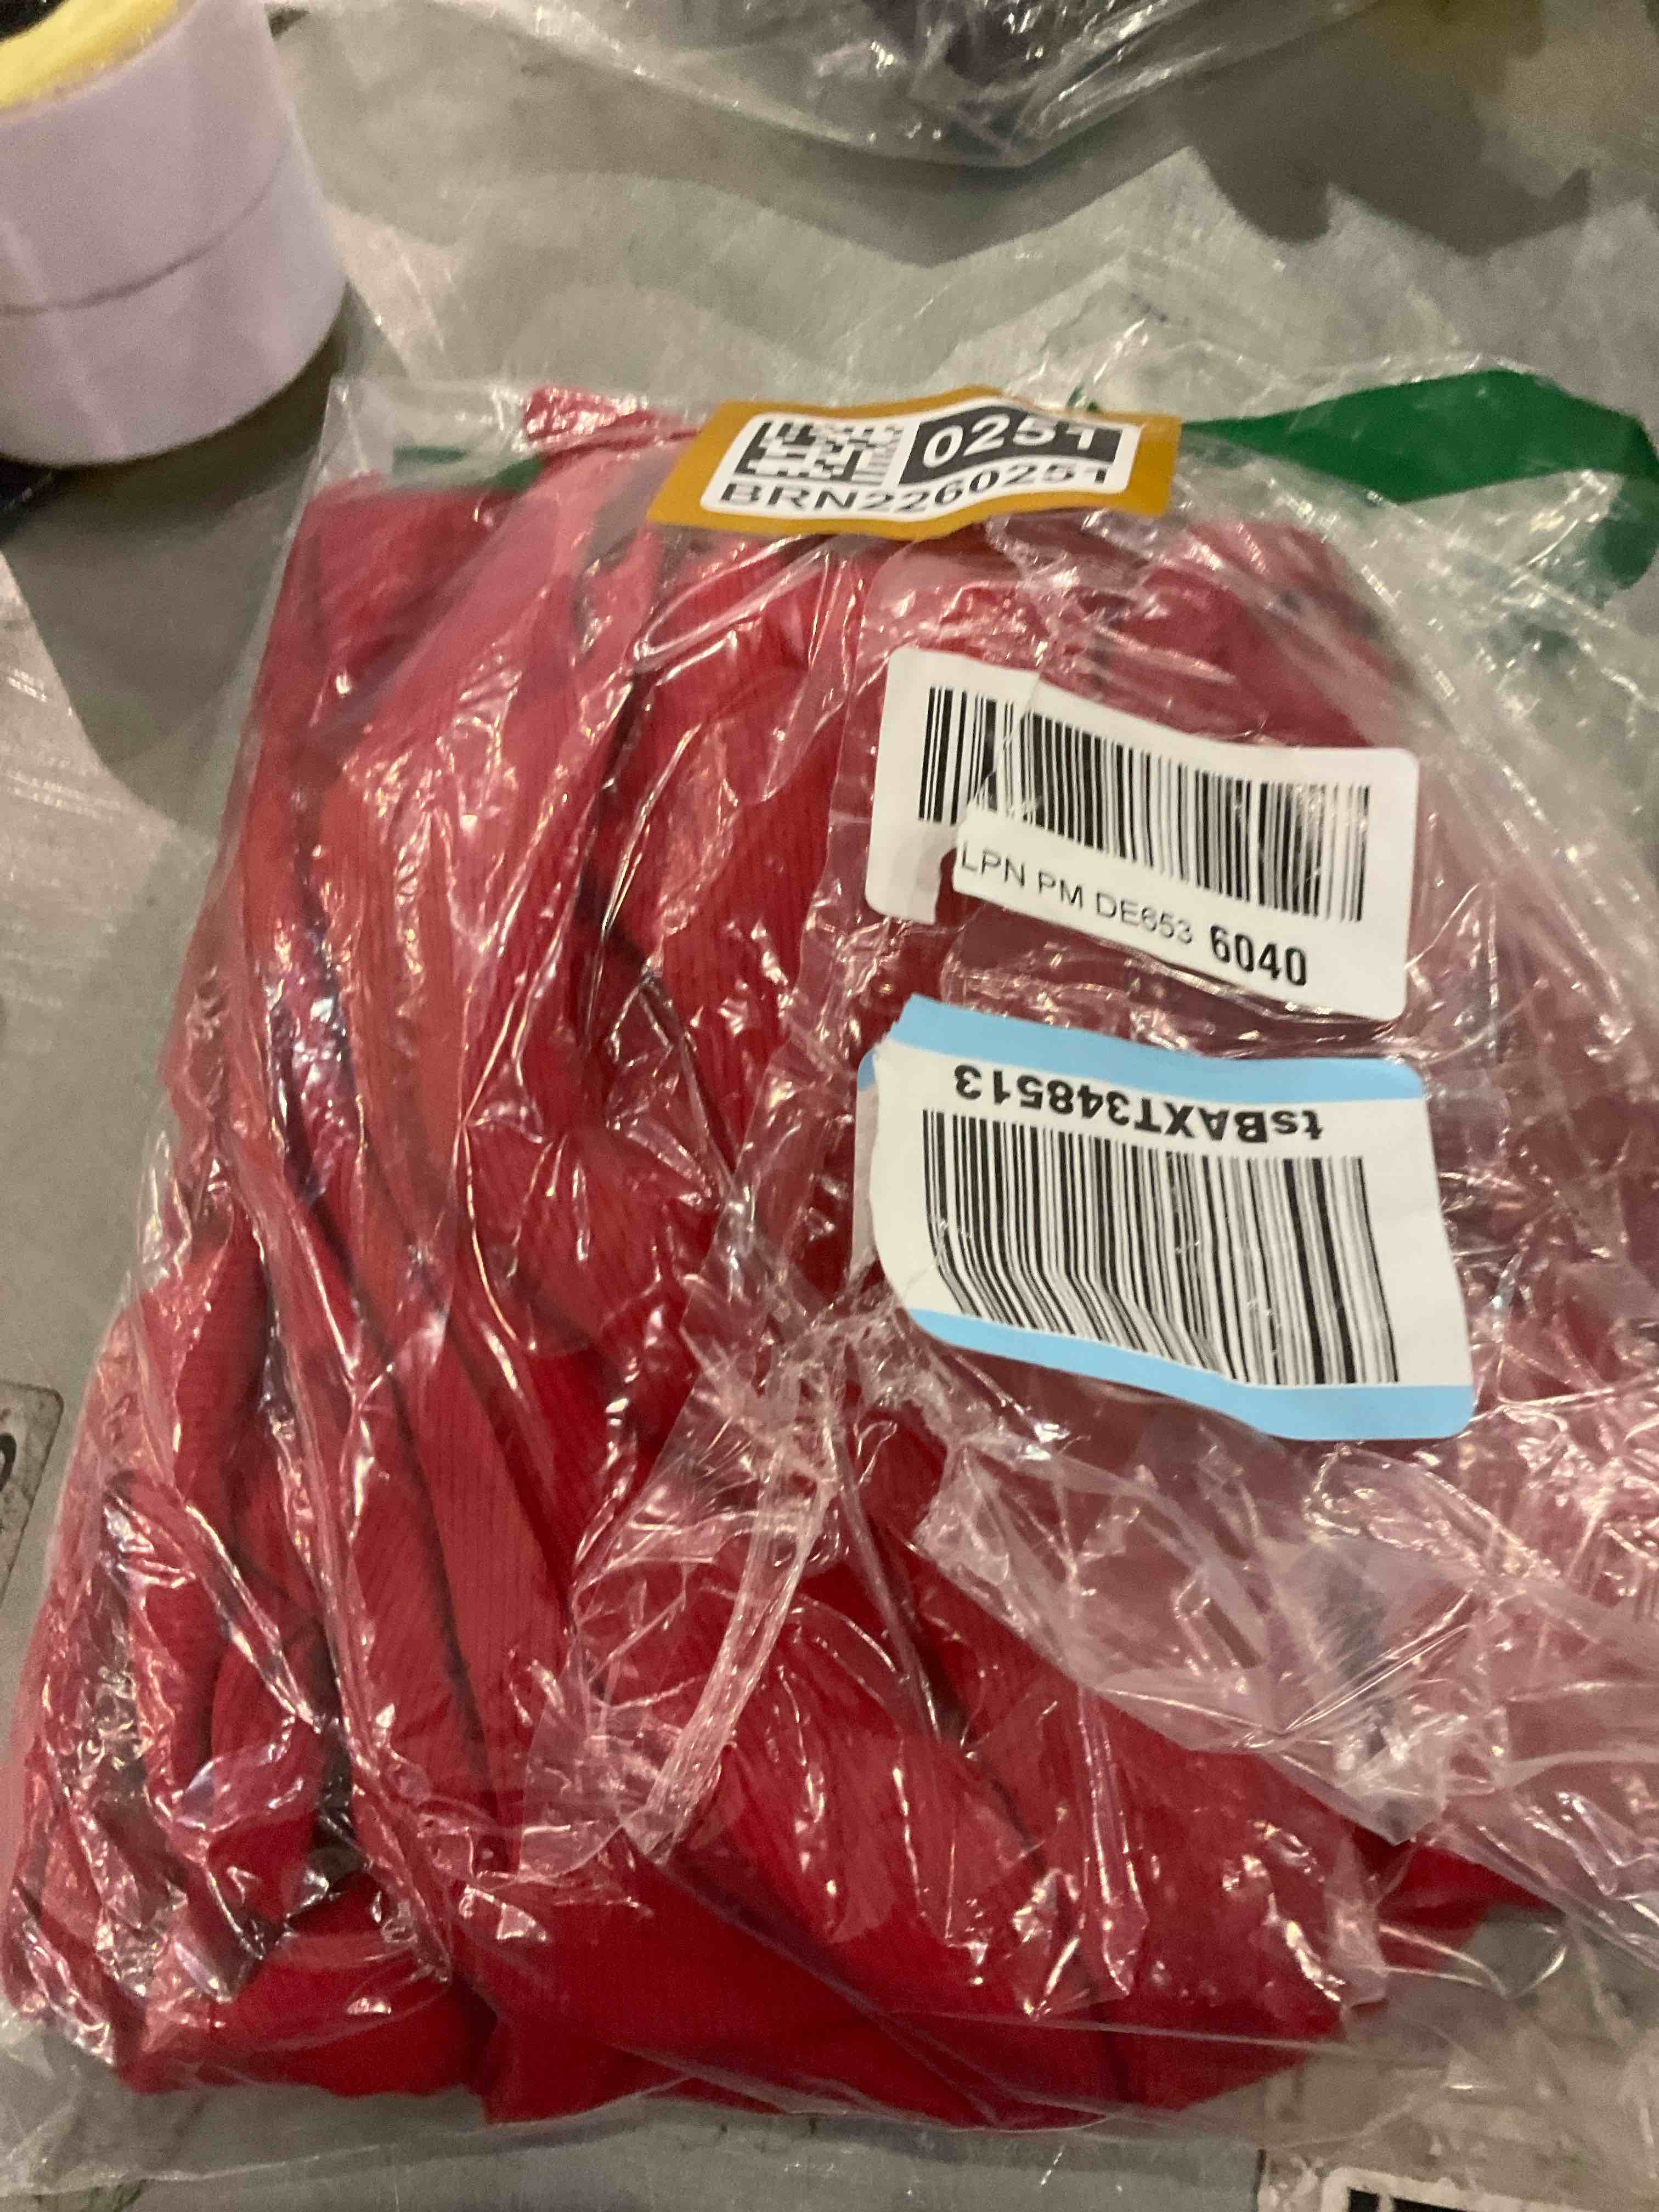 0251
BRN2260251
LPN PM DE653 6040
tsBAXT348513